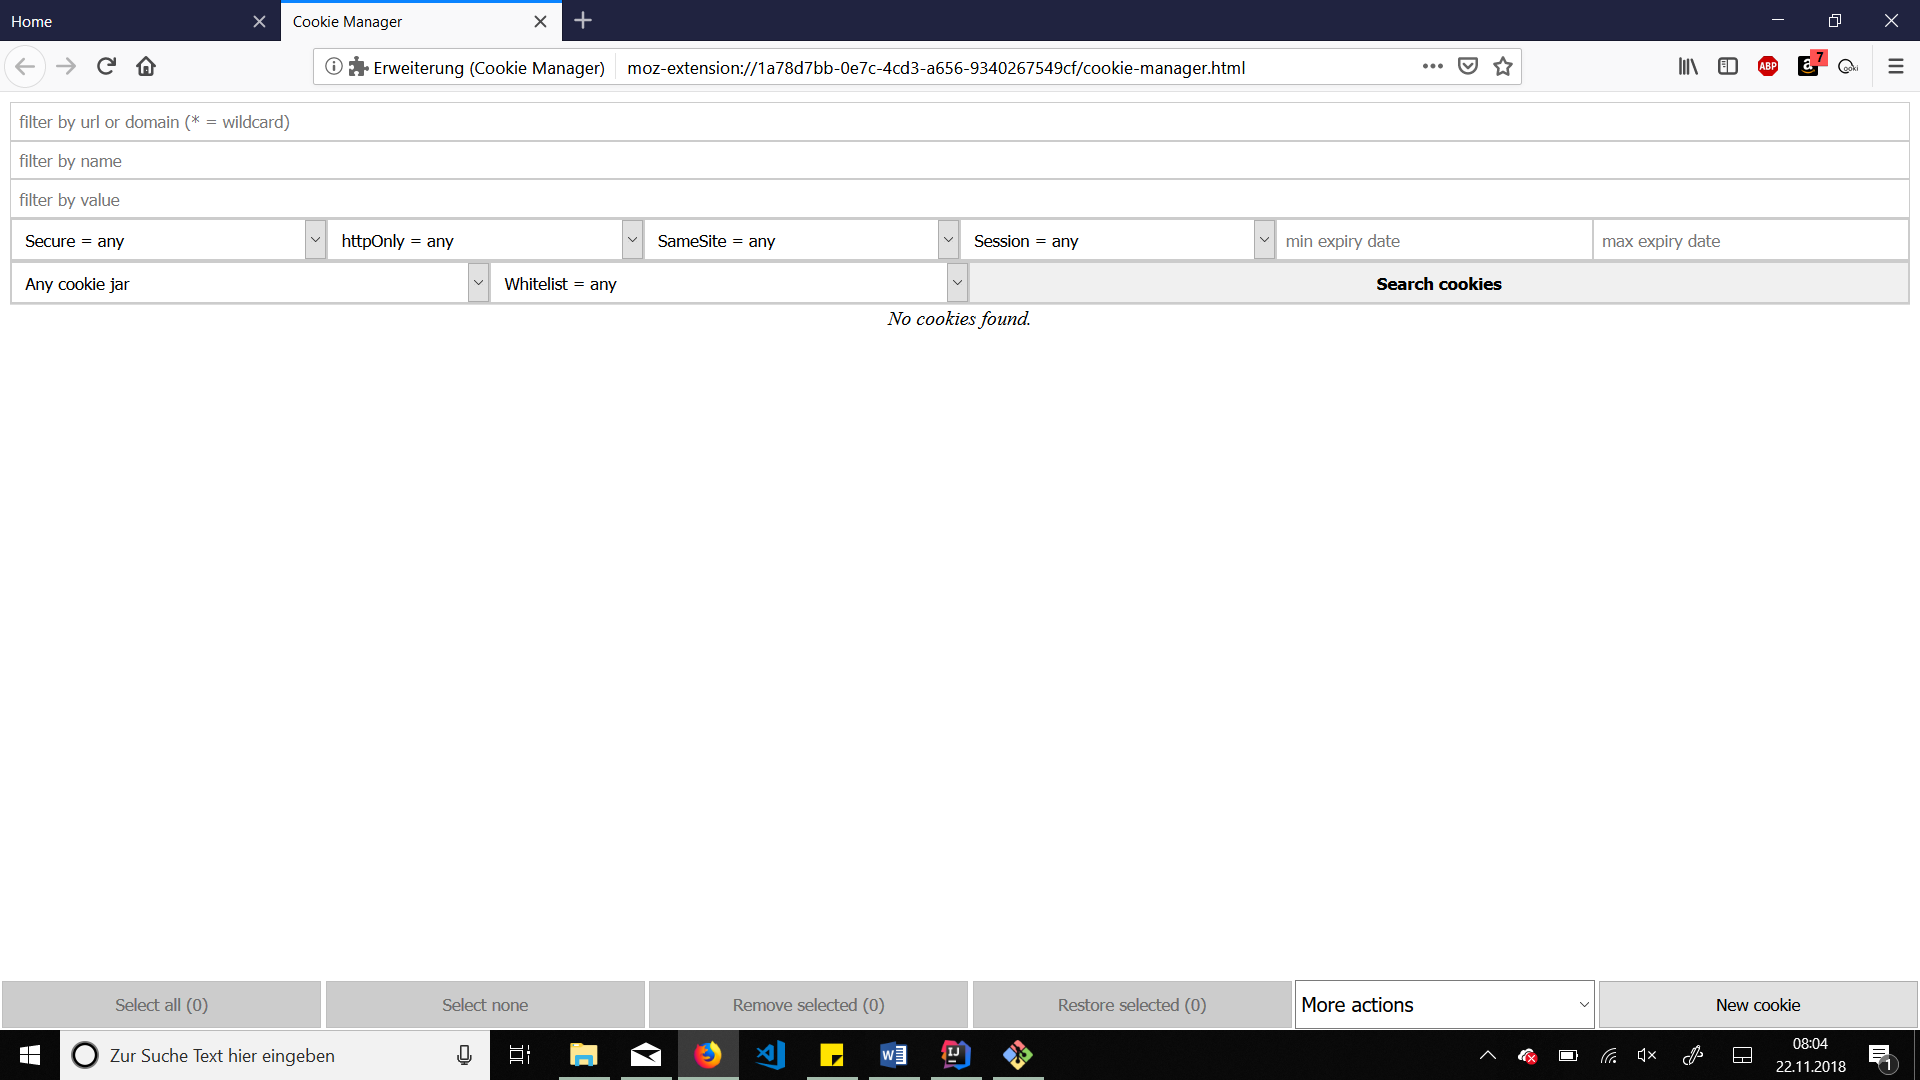 Home
Cookie Manager
Erweiterung (Cookie Manager) moz-extension://1a78d7bb-0e7c-4cd3-a656-9340267549cf/cookie-manager.html
ABP
a 7
filter by url or domain (* = wildcard)
filter by name
filter by value
Secure = any httpOnly = any SameSite = any Session = any min expiry date max expiry date
Any cookie jar Whitelist = any Search cookies
No cookies found.
Select all (0) Select none Remove selected (0) Restore selected (0) More actions New cookie
Zur Suche Text hier eingeben
W
IJ
08:04
22.11.2018
1